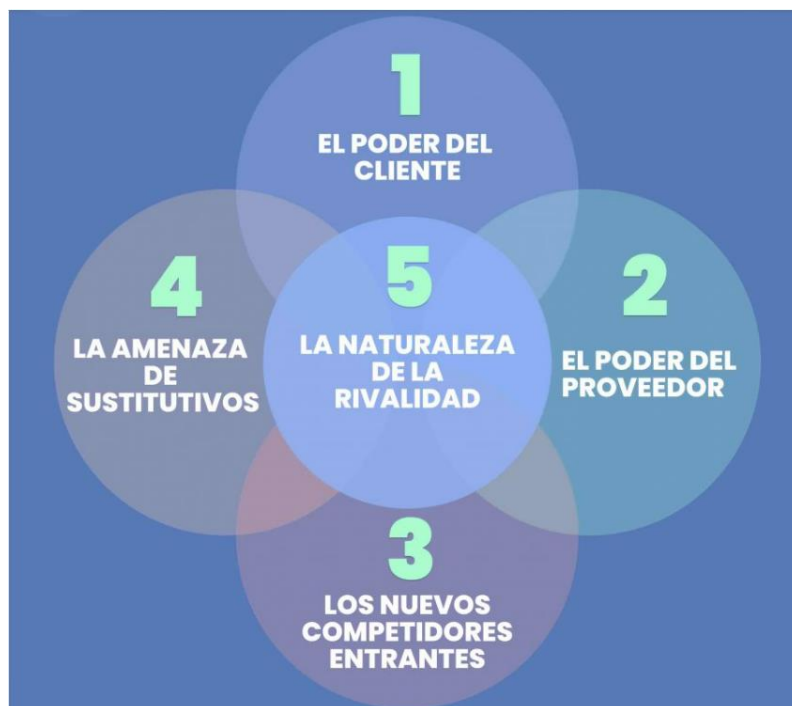 1
EL PODER DEL
CLIENTE
4
LA AMENAZA
DE
SUSTITUTIVOS
5
LA NATURALEZA
DE LA
RIVALIDAD
2
EL PODER DEL
PROVEEDOR
3
LOS NUEVOS
COMPETIDORES
ENTRANTES